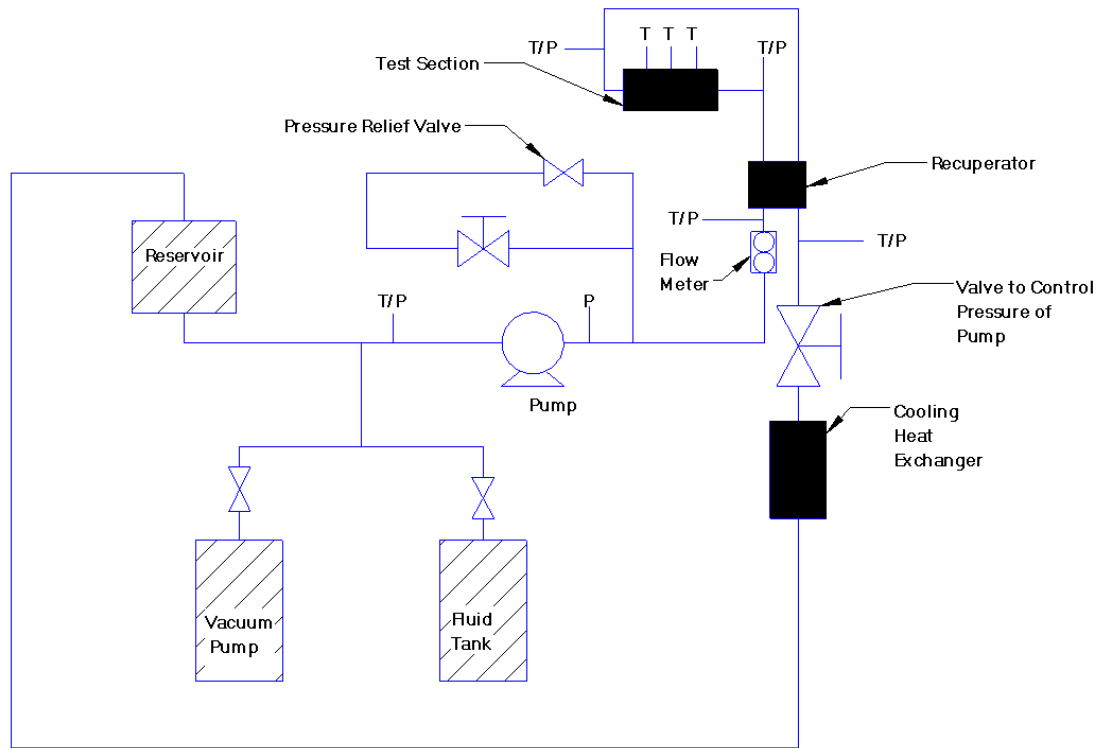 T T T
T/P
T/P
Test Section
Pressure Relief Valve
Recuperator
T/P
T/P
Reservoir
Flow
Meter
Valve to Control
Pressure of
Pump
T/P
P
Pump
Cooling
Heat
Exchanger
Vacuum
Pump
Fluid
Tank